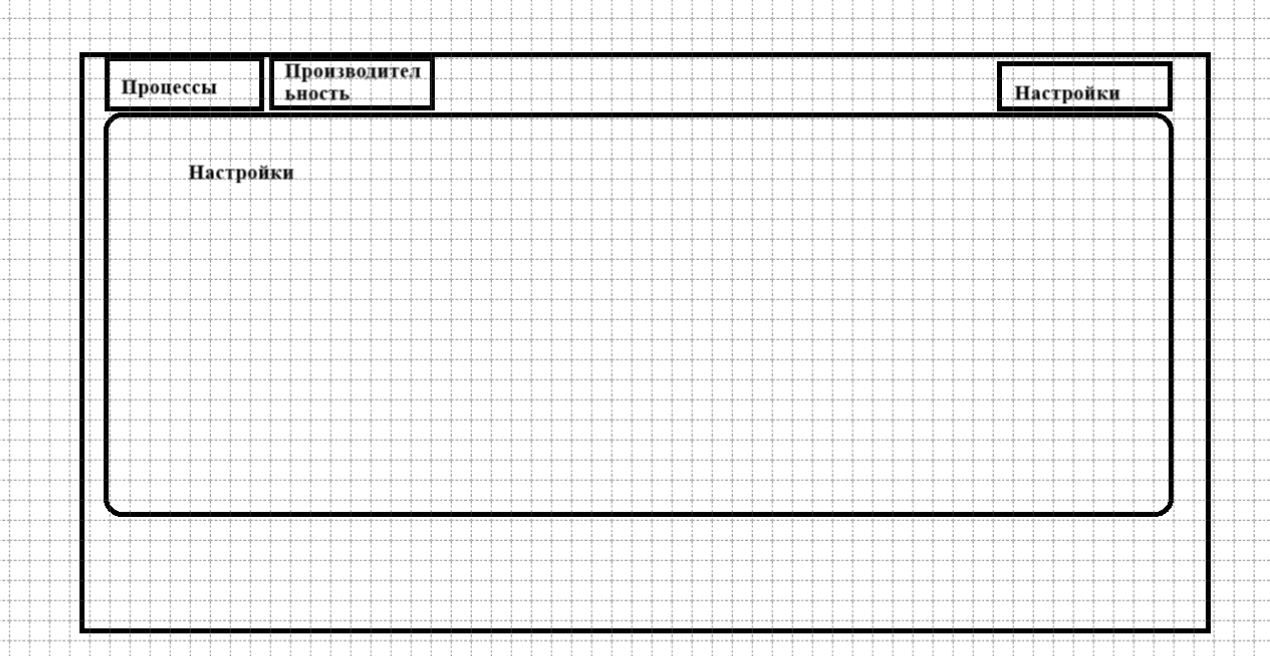 Процессы
Производител
ьность
Настройки
Настройки